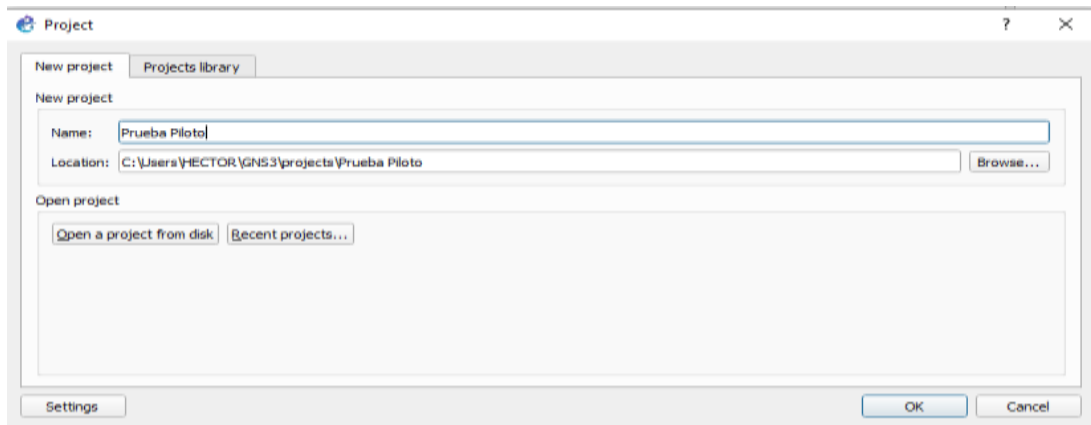 Project
New project Projects library
New project
Name: Prueba Piloto
Location: C:\Users\HECTOR\GNS3\projects\Prueba Piloto Browse...
Open project
Open a project from disk Recent projects...
Settings OK Cancel